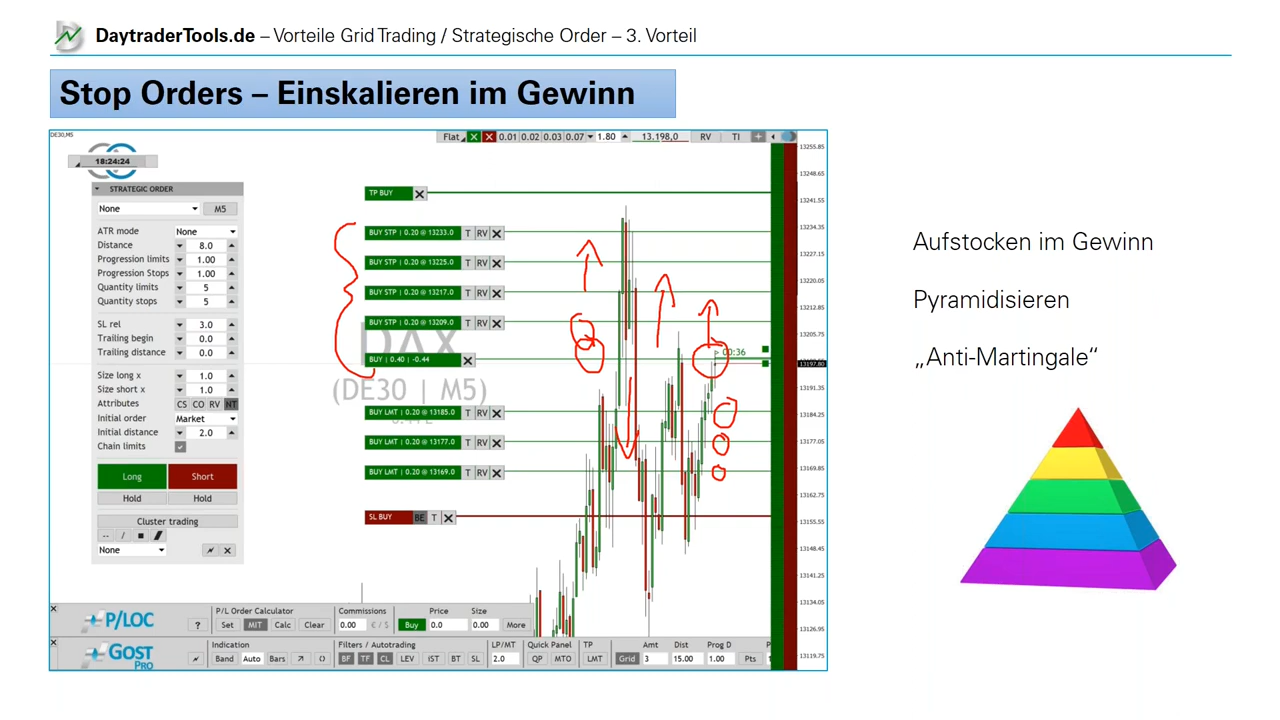 DaytraderTools.de – Vorteile Grid Trading / Strategische Order – 3. Vorteil
Stop Orders – Einskalieren im Gewinn
DE30,M5
Flat 0.01 0.02 0.03 0.07 1.80 13.198,0 RV TI
18:24:24
STRATEGIC ORDER
None M5
ATR mode None
Distance 8.0
Progression limits 1.00
Progression Stops 1.00
Quantity limits 5
Quantity stops 5
SL rel 3.0
Trailing begin 0.0
Trailing distance 0.0
Size long x 1.0
Size short x 1.0
Attributes CS CO RV NT
Initial order Market
Initial distance 2.0
Chain limits
Long Short
Hold Hold
Cluster trading
None
TP BUY
BUY STP | 0.20 @ 13233.0 T RV
BUY STP | 0.20 @ 13225.0 T RV
BUY STP | 0.20 @ 13217.0 T RV
BUY STP | 0.20 @ 13209.0 T RV
DAX
00:36
BUY | 0.40 | -0.44
(DE30 | M5)
BUY LMT | 0.20 @ 13185.0 T RV
BUY LMT | 0.20 @ 13177.0 T RV
BUY LMT | 0.20 @ 13169.0 T RV
SL BUY BE T
13255.85
13248.65
13241.55
13234.35
13227.15
13220.05
13212.85
13205.75
13197.80
13191.35
13184.25
13177.05
13169.85
13162.75
13155.55
13148.45
13141.25
13134.05
13126.95
13119.75
P/LOC
?
P/L Order Calculator Commissions Price Size
Set MIT Calc Clear 0.00 € / $ Buy 0.0 0.00 More
GOST PRO
Indication Filters / Autotrading LP/MT Quick Panel TP Amt Dist Prog D P
Band Auto Bars BF TF CL LEV IST BT SL 2.0 QP MTO LMT Grid 3 15.00 1.00 Pts
Aufstocken im Gewinn
Pyramidisieren
„Anti-Martingale“